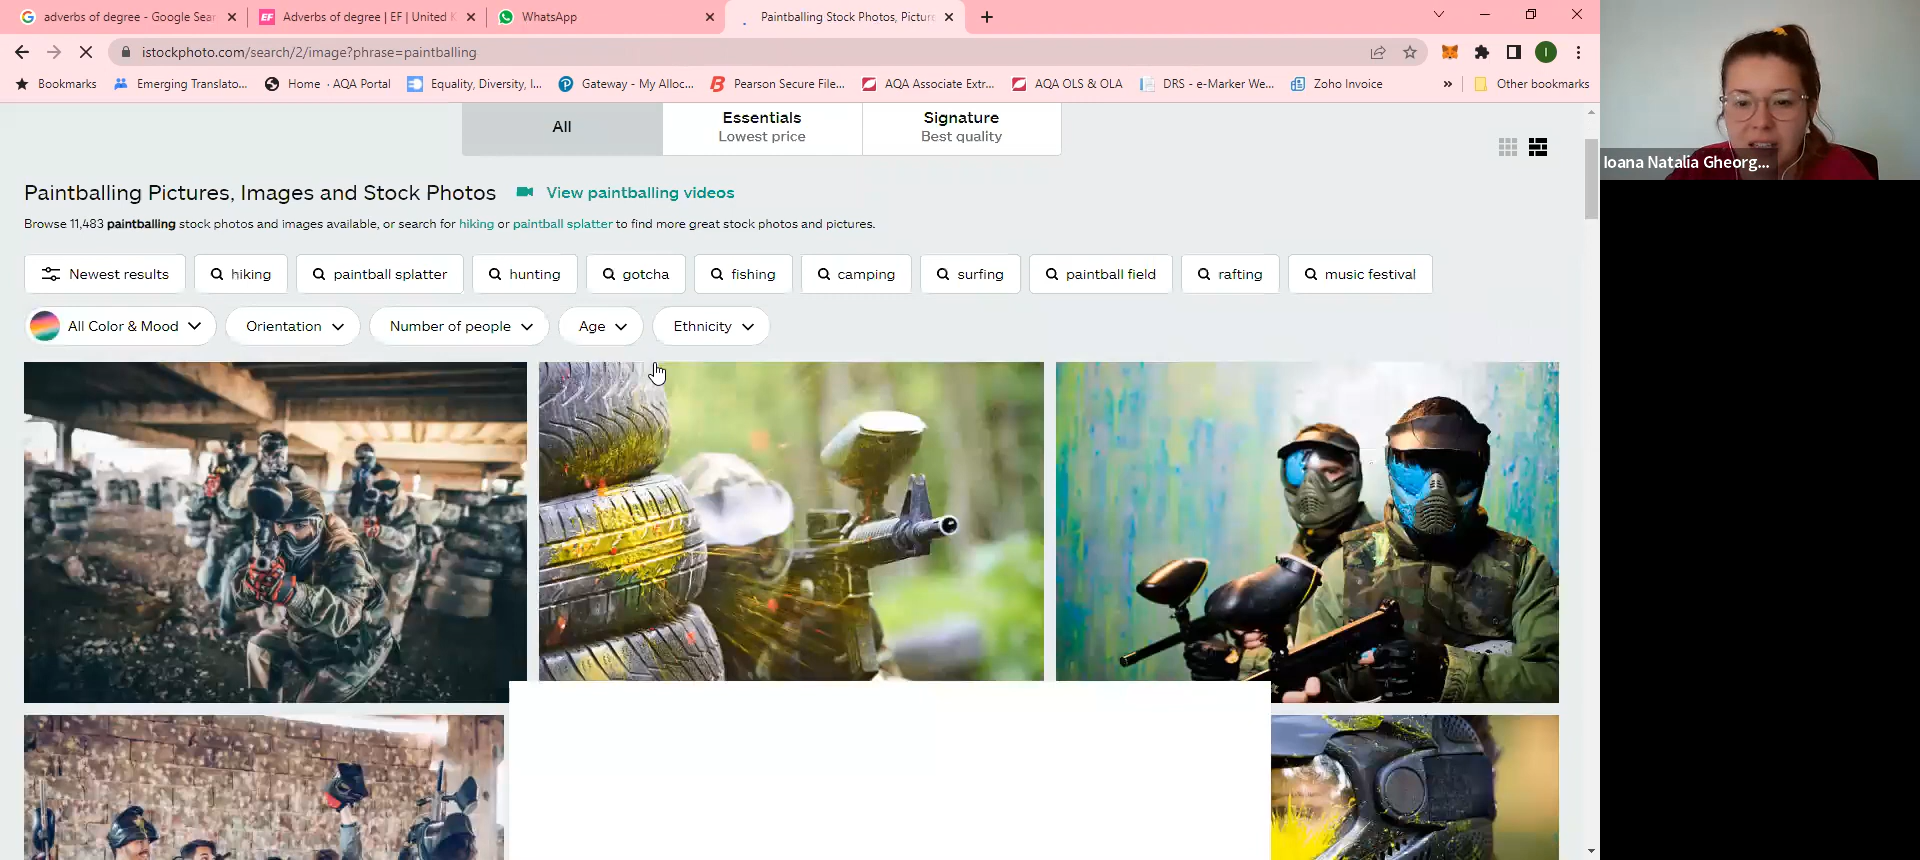 adverbs of degree - Google Sear
Adverbs of degree | EF | United K
WhatsApp
Paintballing Stock Photos, Pictur
istockphoto.com/search/2/image?phrase=paintballing
I
Bookmarks
Emerging Translato...
Home · AQA Portal
Equality, Diversity, I...
Gateway - My Alloc...
Pearson Secure File...
AQA Associate Extr...
AQA OLS & OLA
DRS - e-Marker We...
Zoho Invoice
»
Other bookmarks
All
Essentials
Lowest price
Signature
Best quality
Ioana Natalia Gheorg...
Paintballing Pictures, Images and Stock Photos
View paintballing videos
Browse 11,483 paintballing stock photos and images available, or search for hiking or paintball splatter to find more great stock photos and pictures.
Newest results
hiking
paintball splatter
hunting
gotcha
fishing
camping
surfing
paintball field
rafting
music festival
All Color & Mood
Orientation
Number of people
Age
Ethnicity